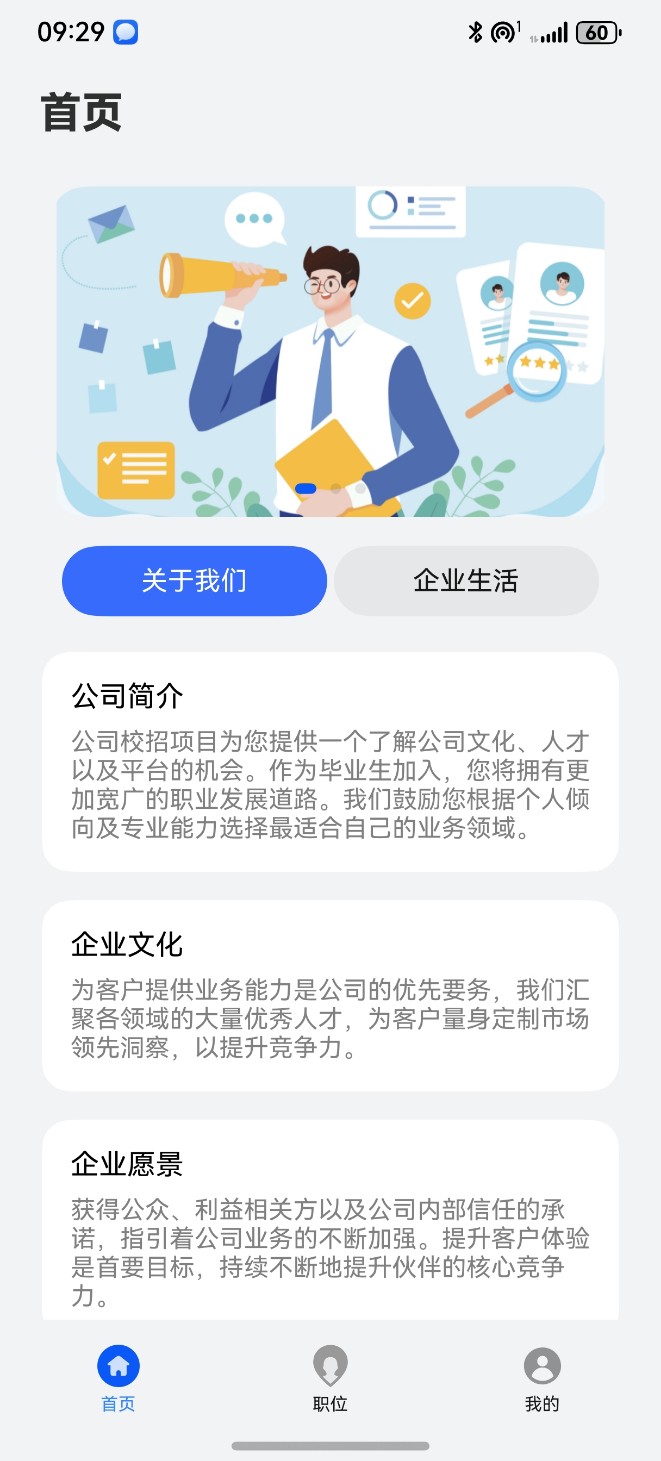 09:29
1
60
首页
关于我们
企业生活
公司简介
公司校招项目为您提供一个了解公司文化、人才
以及平台的机会。作为毕业生加入，您将拥有更
加宽广的职业发展道路。我们鼓励您根据个人倾
向及专业能力选择最适合自己的业务领域。
企业文化
为客户提供业务能力是公司的优先要务，我们汇
聚各领域的大量优秀人才，为客户量身定制市场
领先洞察，以提升竞争力。
企业愿景
获得公众、利益相关方以及公司内部信任的承
诺，指引着公司业务的不断加强。提升客户体验
是首要目标，持续不断地提升伙伴的核心竞争
力。
首页
职位
我的